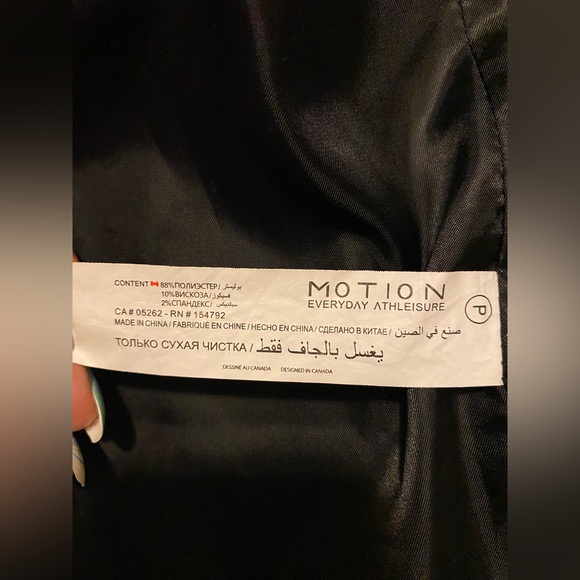 CONTENT 88%ПОЛИЭСТЕР/ بوليستر
10%ВИСКОЗА/ فسيكوز
2%СПАНДЕКС/ سباندكس
CA# 05262 - RN # 154792
MADE IN CHINA / FABRIQUÉ EN CHINE / HECHO EN CHINA / СДЕЛАНО В КИТАЕ / صنع في الصين
ТОЛЬКО СУХАЯ ЧИСТКА / يغسل بالجاف فقط
DESSINÉ AU CANADA DESIGNED IN CANADA
MOTION
EVERYDAY ATHLEISURE
P